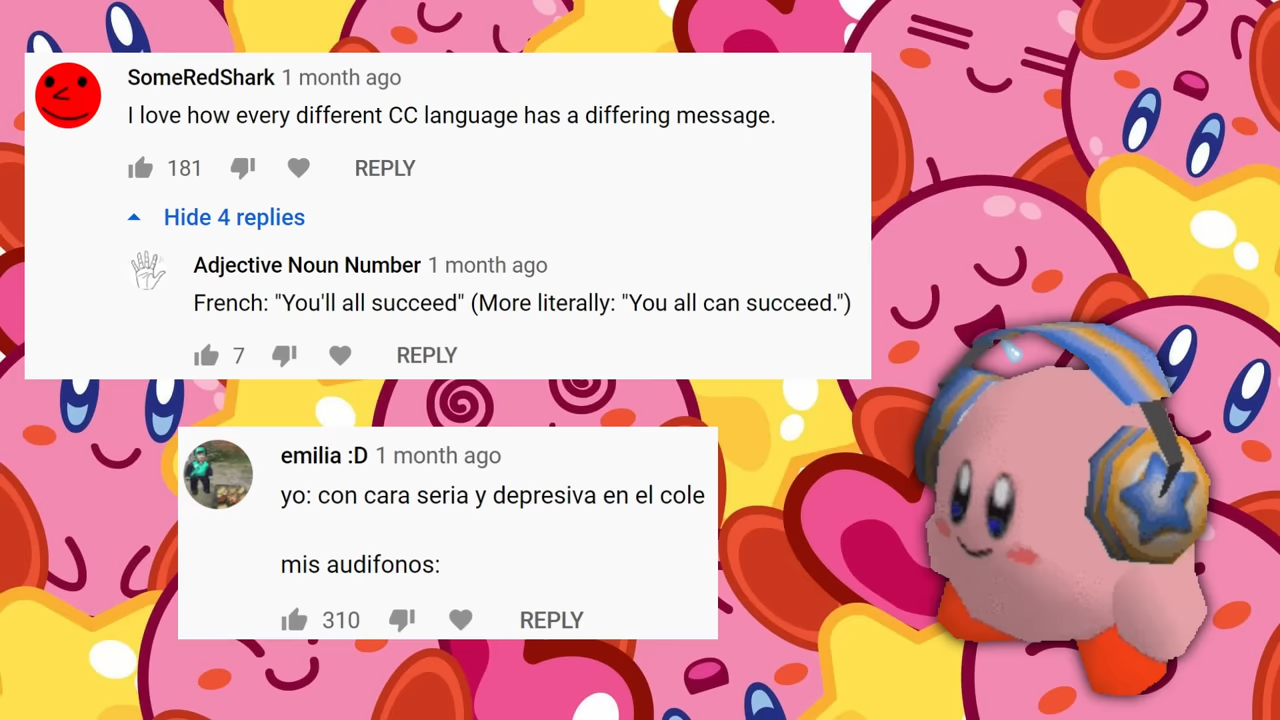 SomeRedShark 1 month ago
I love how every different CC language has a differing message.
181 REPLY
Hide 4 replies
Adjective Noun Number 1 month ago
French: "You'll all succeed" (More literally: "You all can succeed.")
7 REPLY
emilia :D 1 month ago
yo: con cara seria y depresiva en el cole
mis audifonos:
310 REPLY